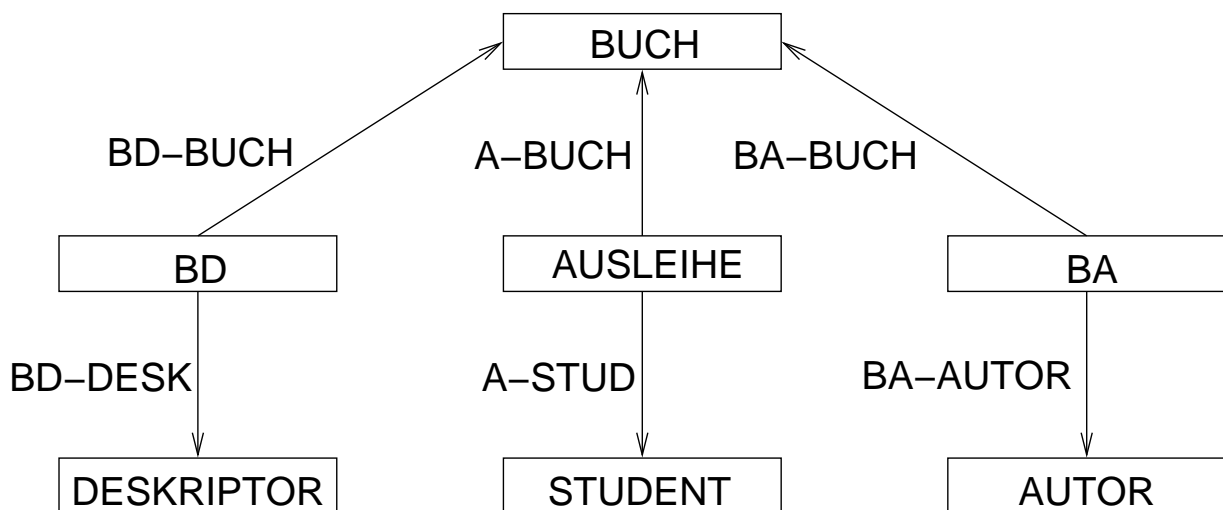 BUCH
BD–BUCH
A–BUCH
BA–BUCH
BD
AUSLEIHE
BA
BD–DESK
A–STUD
BA–AUTOR
DESKRIPTOR
STUDENT
AUTOR